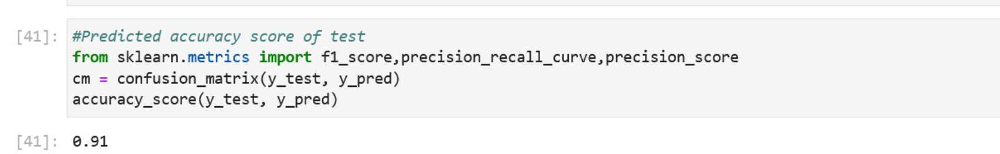 [41]: #Predicted accuracy score of test
from sklearn.metrics import f1_score,precision_recall_curve,precision_score
cm = confusion_matrix(y_test, y_pred)
accuracy_score(y_test, y_pred)
[41]: 0.91